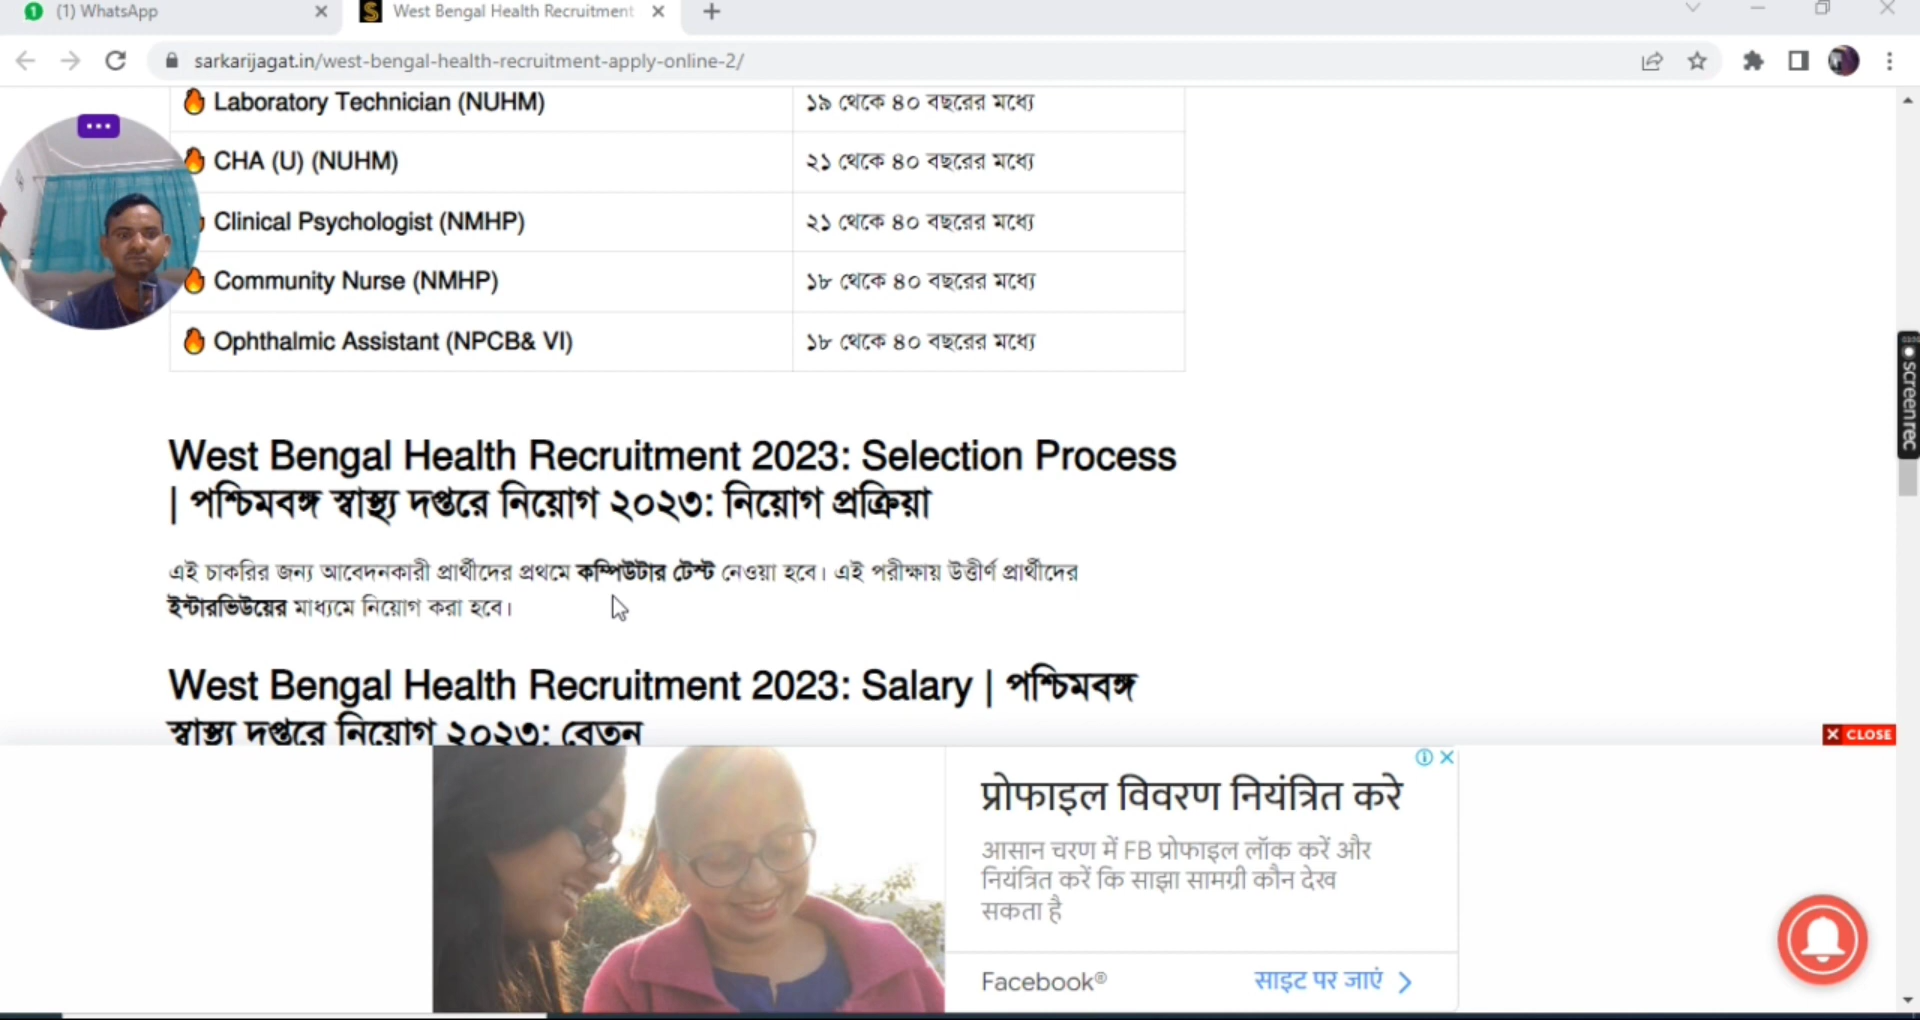 (1) WhatsApp
West Bengal Health Recruitment
sarkarijagat.in/west-bengal-health-recruitment-apply-online-2/
Laboratory Technician (NUHM) ১৯ থেকে ৪০ বছরের মধ্যে
CHA (U) (NUHM) ২১ থেকে ৪০ বছরের মধ্যে
Clinical Psychologist (NMHP) ২১ থেকে ৪০ বছরের মধ্যে
Community Nurse (NMHP) ১৮ থেকে ৪০ বছরের মধ্যে
Ophthalmic Assistant (NPCB& VI) ১৮ থেকে ৪০ বছরের মধ্যে
West Bengal Health Recruitment 2023: Selection Process
| পশ্চিমবঙ্গ স্বাস্থ্য দপ্তরে নিয়োগ ২০২৩: নিয়োগ প্রক্রিয়া
এই চাকরির জন্য আবেদনকারী প্রার্থীদের প্রথমে কম্পিউটার টেস্ট নেওয়া হবে। এই পরীক্ষায় উত্তীর্ণ প্রার্থীদের
ইন্টারভিউয়ের মাধ্যমে নিয়োগ করা হবে।
West Bengal Health Recruitment 2023: Salary | পশ্চিমবঙ্গ
স্বাস্থ্য দপ্তরে নিয়োগ ২০২৩: বেতন
screenrec
CLOSE
प्रोफाइल विवरण नियंत्रित करे
आसान चरण में FB प्रोफाइल लॉक करें और
नियंत्रित करें कि साझा सामग्री कौन देख
सकता है
Facebook®
साइट पर जाएं